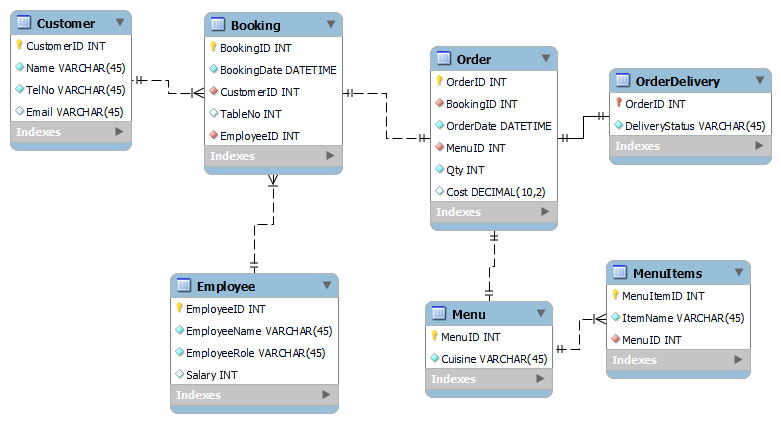 Customer
CustomerID INT
Name VARCHAR(45)
TelNo VARCHAR(45)
Email VARCHAR(45)
Indexes
Booking
BookingID INT
BookingDate DATETIME
CustomerID INT
TableNo INT
EmployeeID INT
Indexes
Order
OrderID INT
BookingID INT
OrderDate DATETIME
MenuID INT
Qty INT
Cost DECIMAL(10,2)
Indexes
OrderDelivery
OrderID INT
DeliveryStatus VARCHAR(45)
Indexes
Employee
EmployeeID INT
EmployeeName VARCHAR(45)
EmployeeRole VARCHAR(45)
Salary INT
Indexes
Menu
MenuID INT
Cuisine VARCHAR(45)
Indexes
MenuItems
MenuItemID INT
ItemName VARCHAR(45)
MenuID INT
Indexes